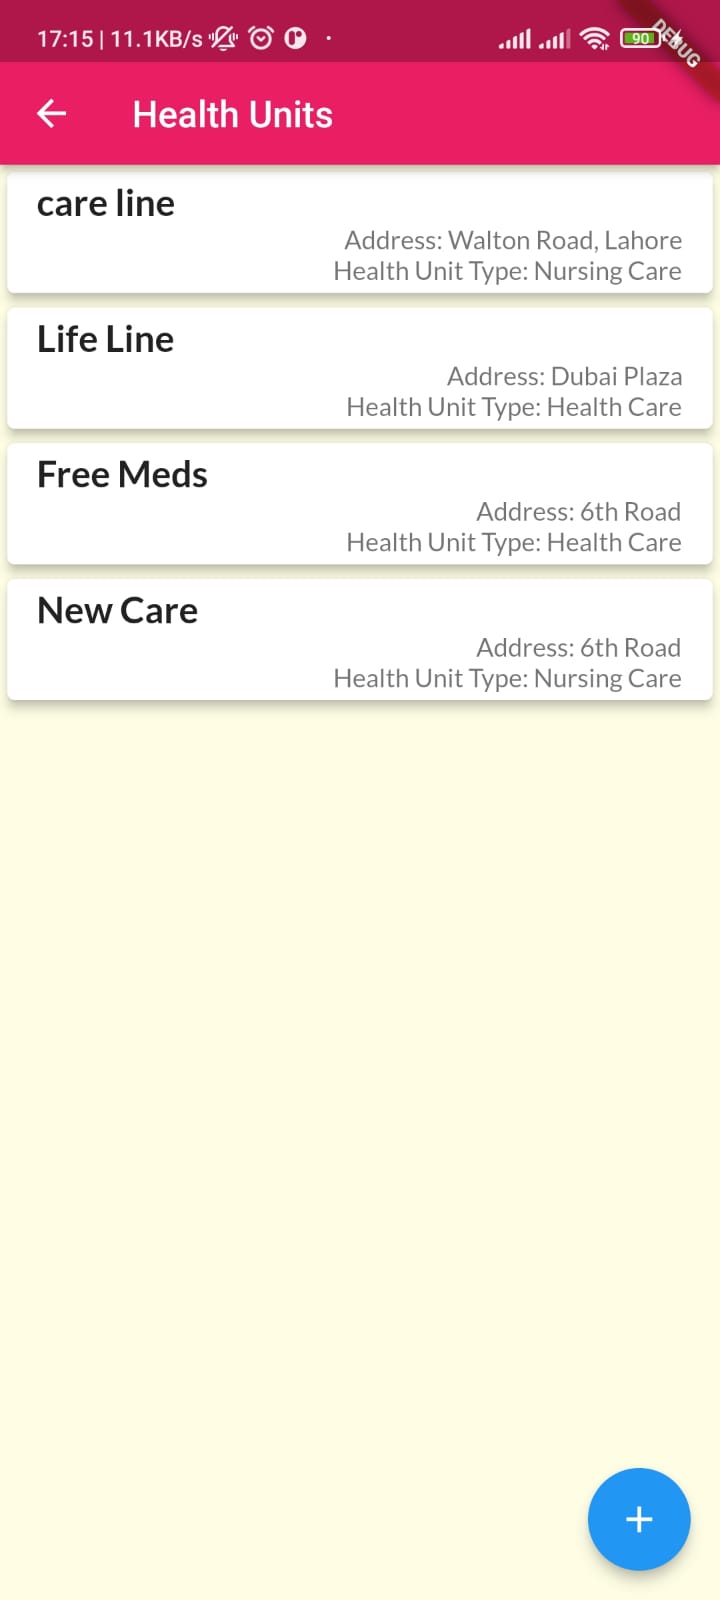 17:15 | 11.1KB/s
90
DEBUG
Health Units
care line
Address: Walton Road, Lahore
Health Unit Type: Nursing Care
Life Line
Address: Dubai Plaza
Health Unit Type: Health Care
Free Meds
Address: 6th Road
Health Unit Type: Health Care
New Care
Address: 6th Road
Health Unit Type: Nursing Care
+